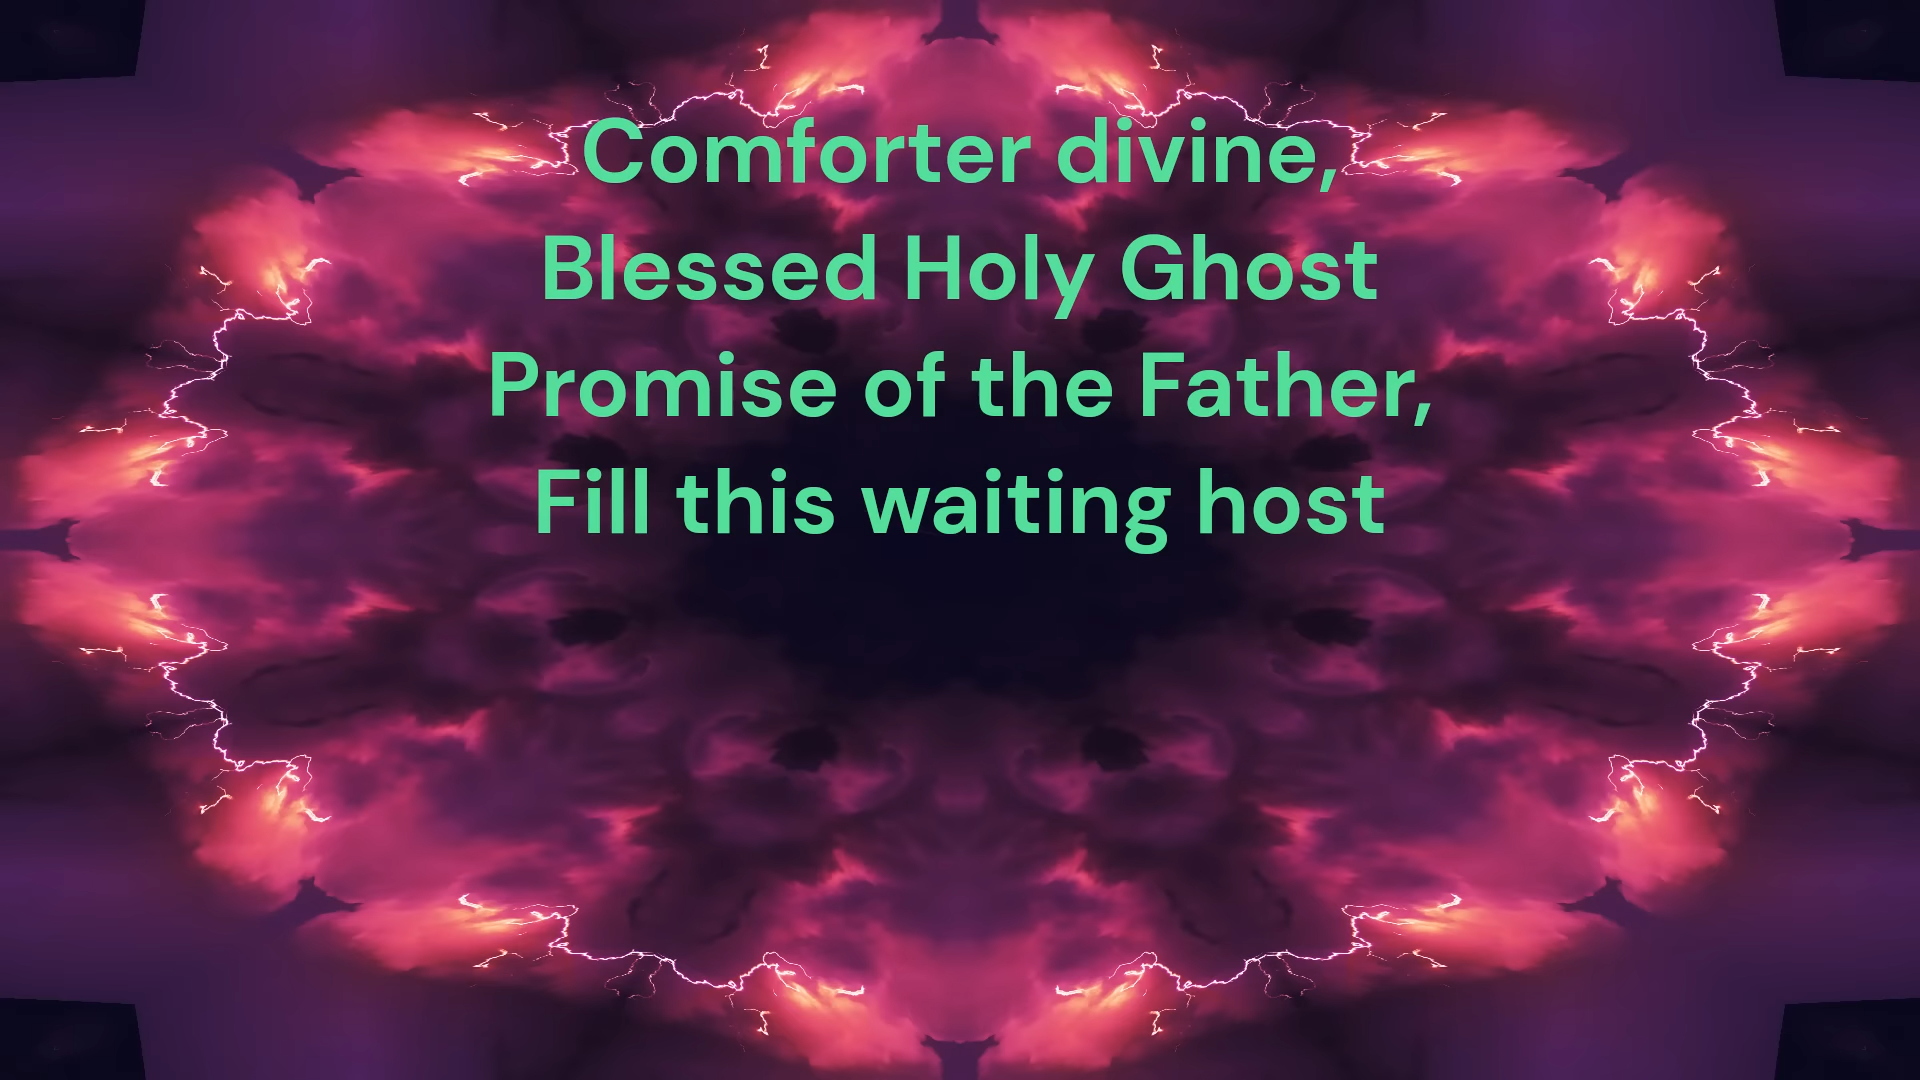 Comforter divine,
Blessed Holy Ghost
Promise of the Father,
Fill this waiting host